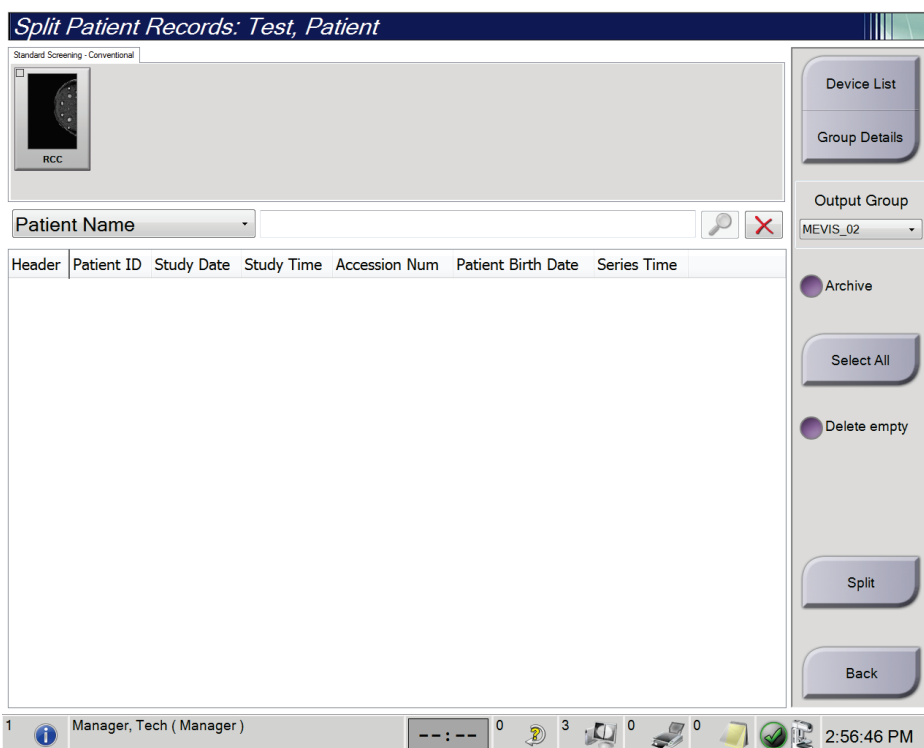 Split Patient Records: Test, Patient
Standard Screening - Conventional
RCC
Device List
Group Details
Output Group
MEVIS_02
Patient Name
Header Patient ID Study Date Study Time Accession Num Patient Birth Date Series Time
Archive
Select All
Delete empty
Split
Back
1 Manager, Tech ( Manager ) --:-- 0 3 0 0 2:56:46 PM